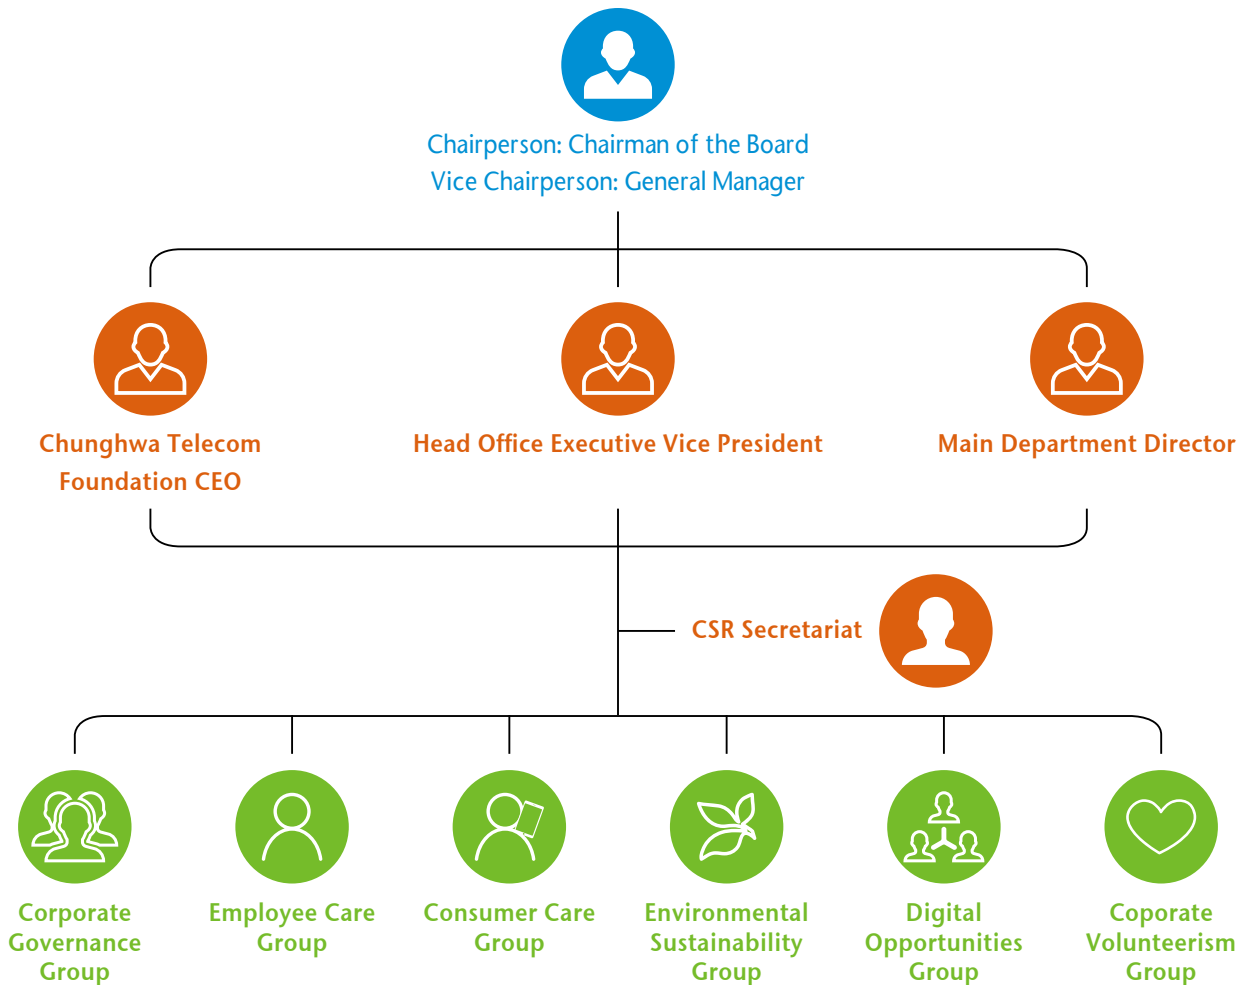 Chairperson: Chairman of the Board
Vice Chairperson: General Manager
Chunghwa Telecom
Foundation CEO
Head Office Executive Vice President
Main Department Director
CSR Secretariat
Corporate
Governance
Group
Employee Care
Group
Consumer Care
Group
Environmental
Sustainability
Group
Digital
Opportunities
Group
Coporate
Volunteerism
Group